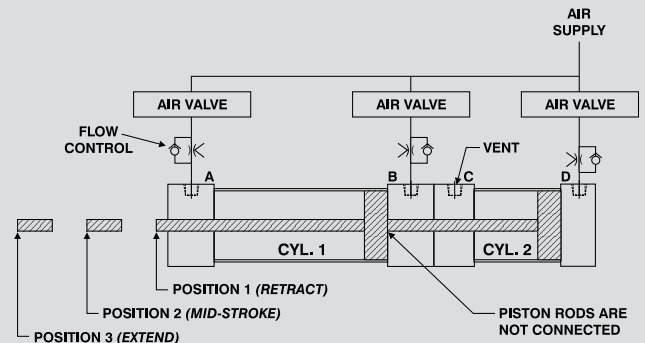 AIR
SUPPLY
AIR VALVE
AIR VALVE
AIR VALVE
FLOW
CONTROL
VENT
A
B
C
D
CYL. 1
CYL. 2
POSITION 1 (RETRACT)
POSITION 2 (MID-STROKE)
POSITION 3 (EXTEND)
PISTON RODS ARE
NOT CONNECTED